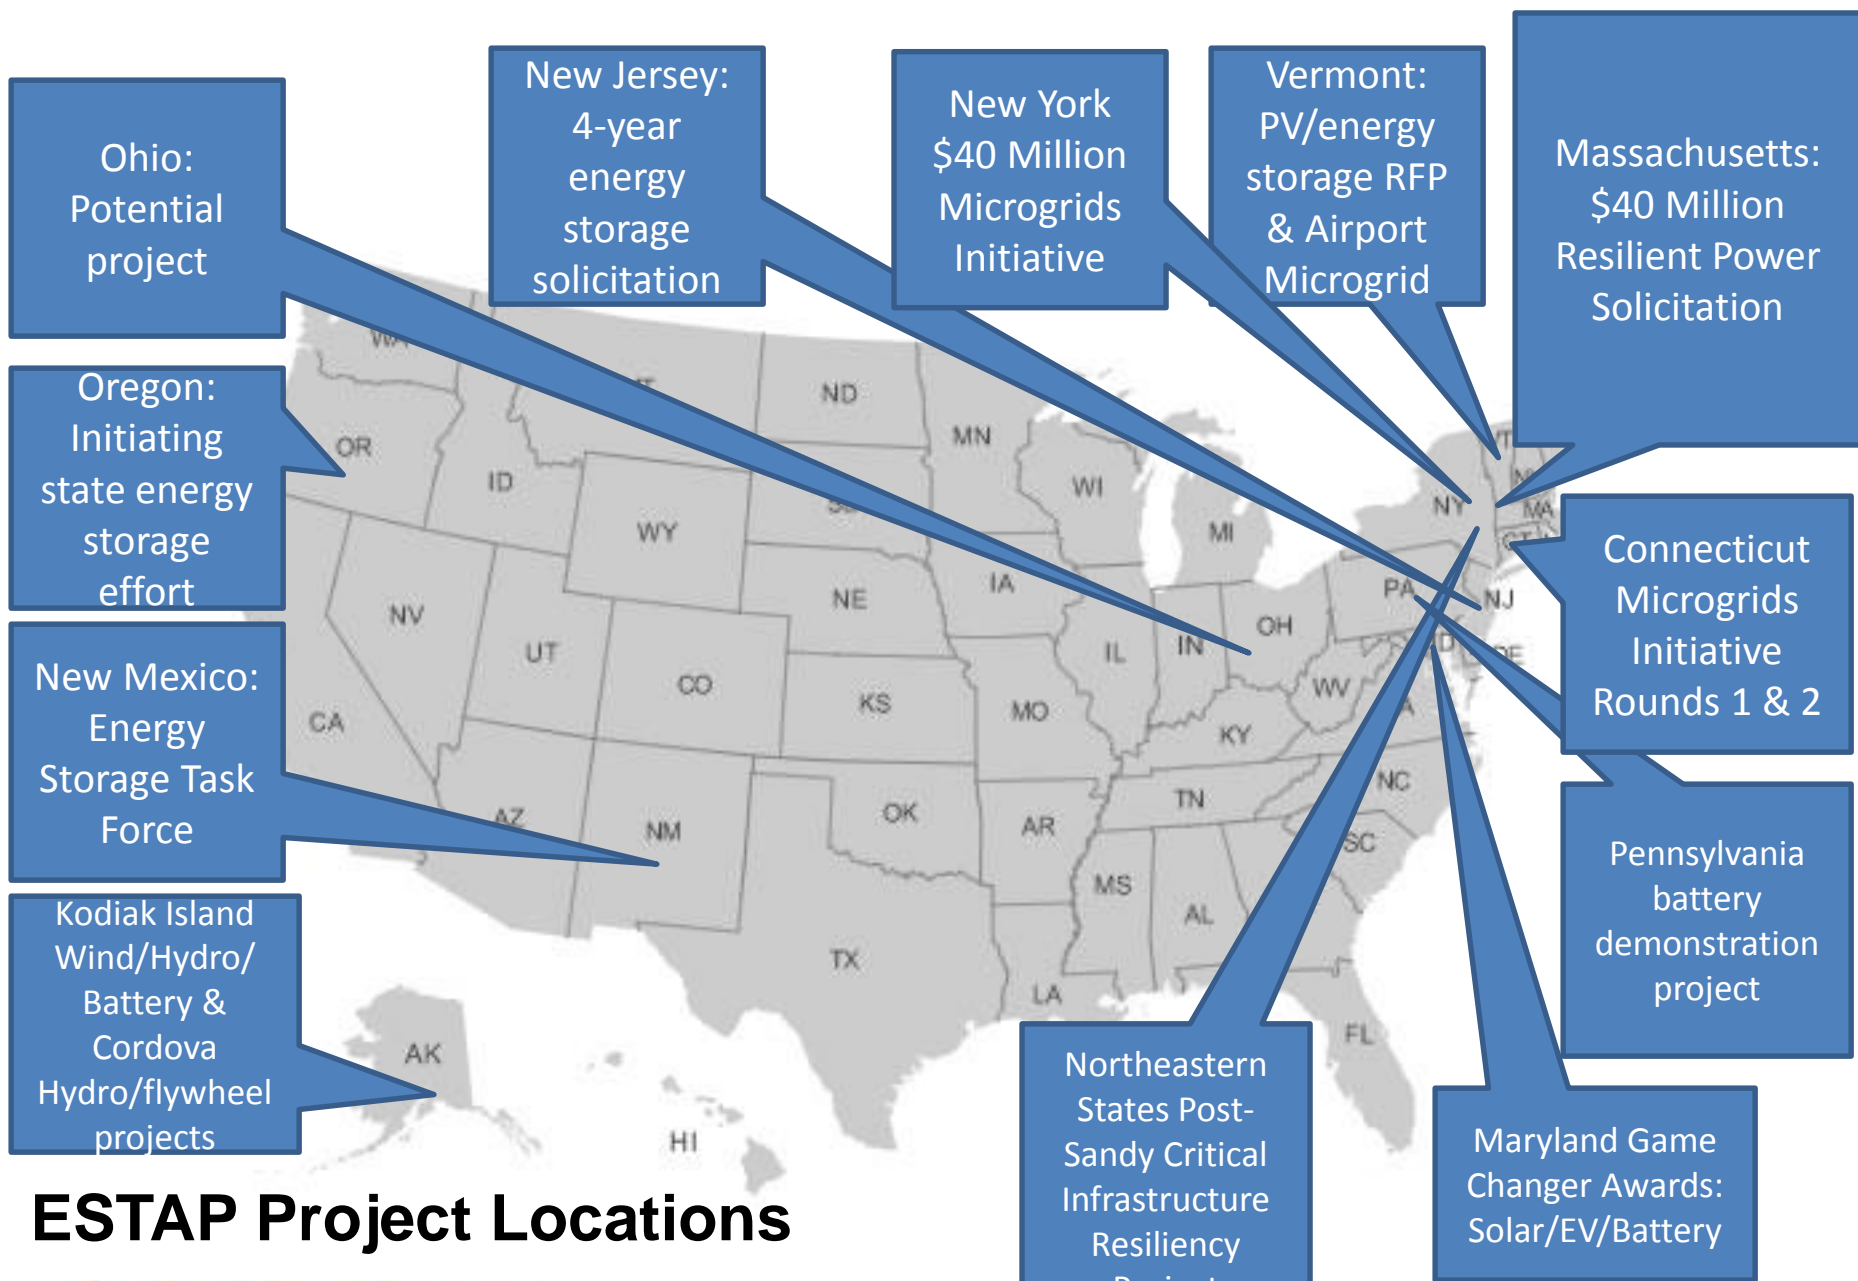 Ohio:
Potential
project
New Jersey:
4-year
energy
storage
solicitation
New York
$40 Million
Microgrids
Initiative
Vermont:
PV/energy
storage RFP
& Airport
Microgrid
Massachusetts:
$40 Million
Resilient Power
Solicitation
Oregon:
Initiating
state energy
storage
effort
New Mexico:
Energy
Storage Task
Force
Kodiak Island
Wind/Hydro/
Battery &
Cordova
Hydro/flywheel
projects
Connecticut
Microgrids
Initiative
Rounds 1 & 2
Pennsylvania
battery
demonstration
project
Northeastern
States Post-
Sandy Critical
Infrastructure
Resiliency
Project
Maryland Game
Changer Awards:
Solar/EV/Battery
WA
ND
MN
OR
ID
WI
NY
MA
WY
MI
CT
IA
PA
NJ
NV
NE
OH
UT
IL
IN
CO
KS
MO
WV
CA
KY
NC
AZ
NM
OK
AR
TN
SC
MS
AL
TX
LA
FL
AK
HI
ESTAP Project Locations